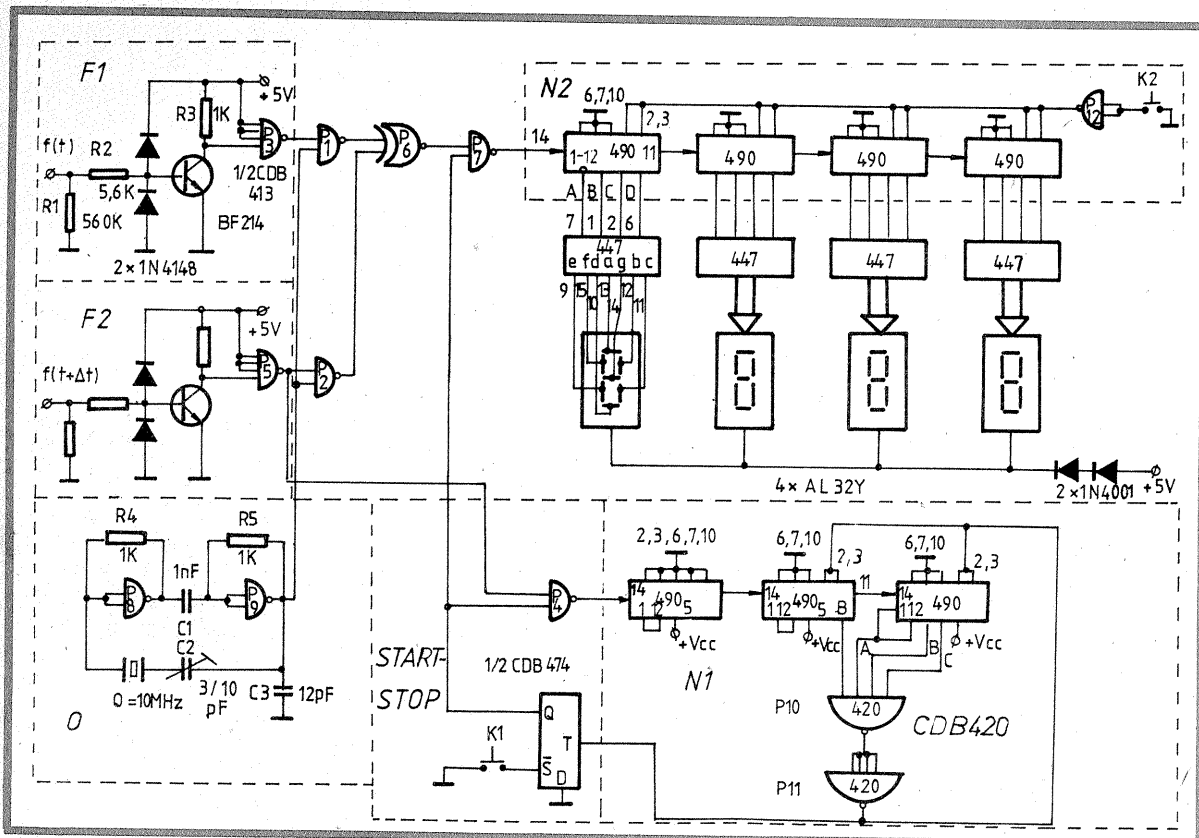 F1
+5V
R3
1K
f(t)
R2
5,6K
R1
560K
P3
1/2CDB
413
BF214
2×1N4148
P1
P6
P7
N2
6,7,10
2,3
14
1-12 490 11
490
490
490
P12
K2
A B C D
7 1 2 6
447
e f d a g b c
9 15 10 13 14 12 11
447
447
447
F2
+5V
f(t+Δt)
P5
P2
4× AL32Y
2×1N4001
+5V
R4
1K
R5
1K
P8
1nF
P9
C1
C2
Q=10MHz
3/10
pF
C3
12pF
O
START-
STOP
1/2 CDB 474
K1
Q
T
S̅
D
P4
2,3,6,7,10
14
490
1 12 5
+Vcc
6,7,10
2,3
14
490
1 12 5 B
11
+Vcc
6,7,10
2,3
14
1 12 490
A B
C
+Vcc
N1
P10
420
CDB420
P11
420